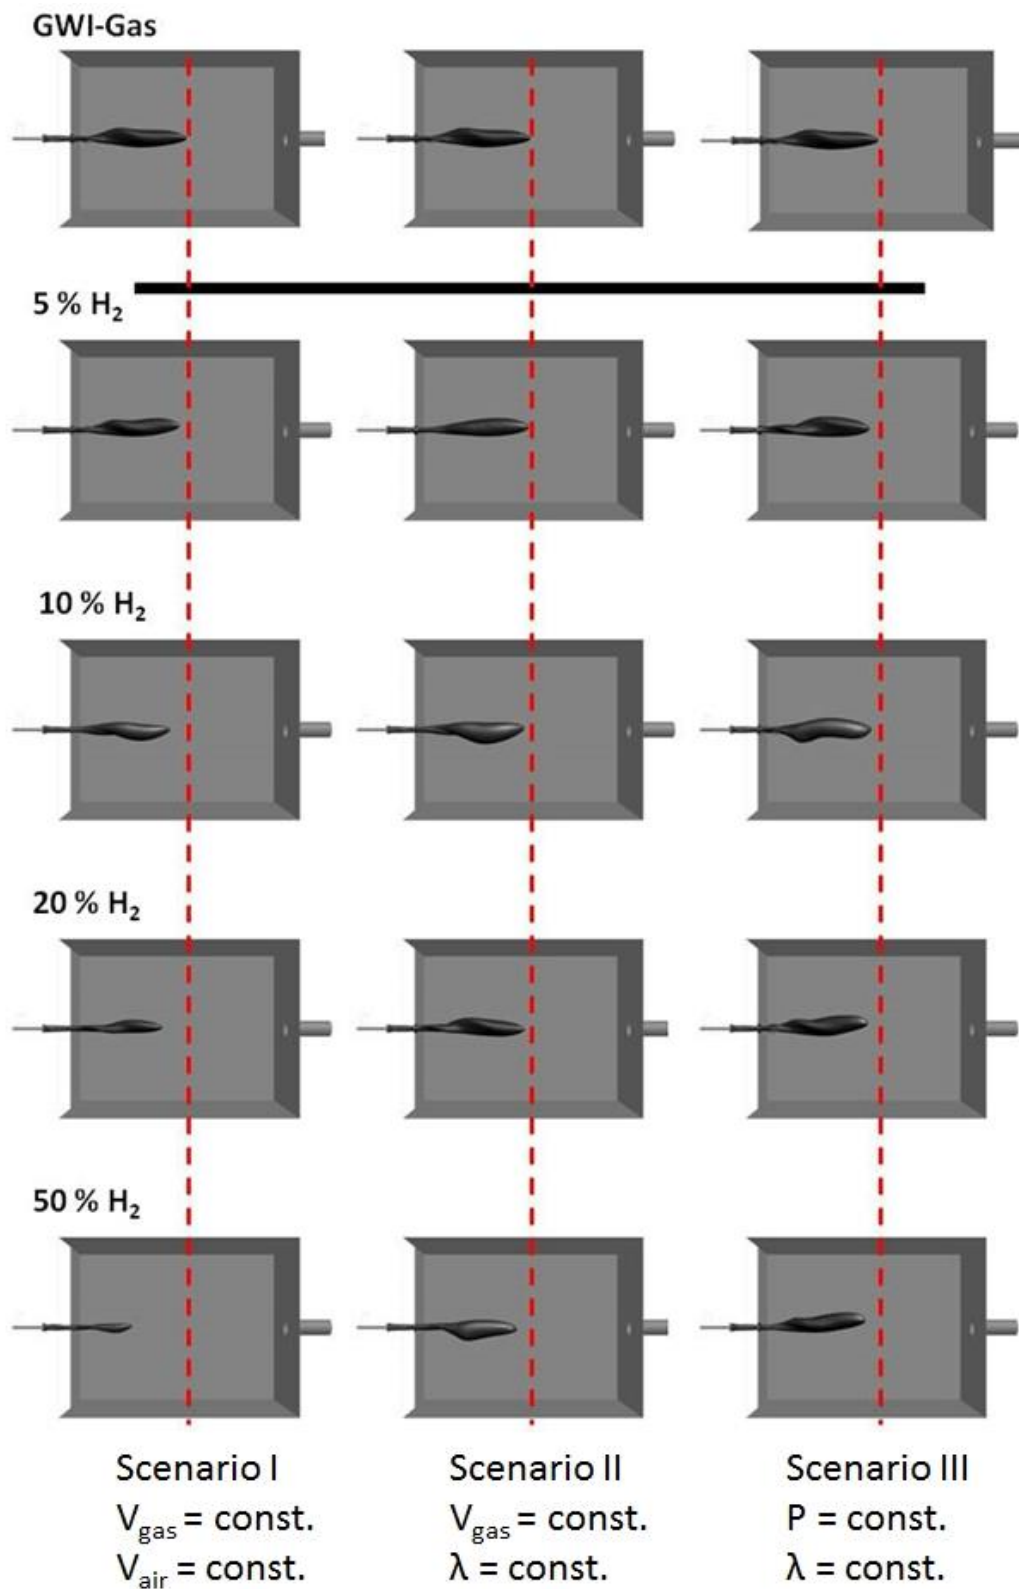 GWI-Gas
5 % H₂
10 % H₂
20 % H₂
50 % H₂
Scenario I Scenario II Scenario III
V_gas = const. V_gas = const. P = const.
V_air = const. λ = const. λ = const.